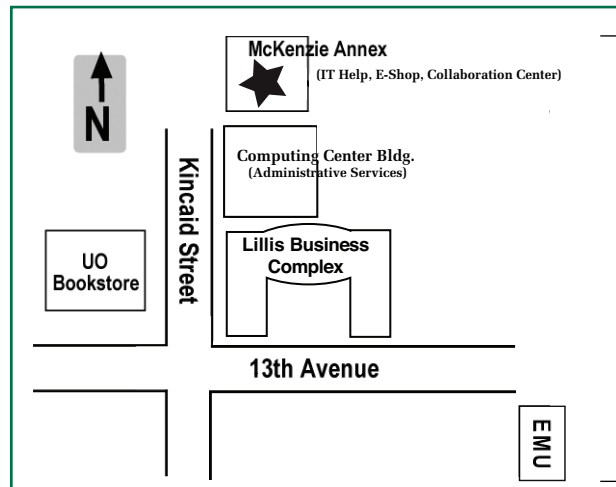 McKenzie Annex
(IT Help, E-Shop, Collaboration Center)
N
Computing Center Bldg.
(Administrative Services)
Kincaid Street
UO
Bookstore
Lillis Business
Complex
13th Avenue
EMU